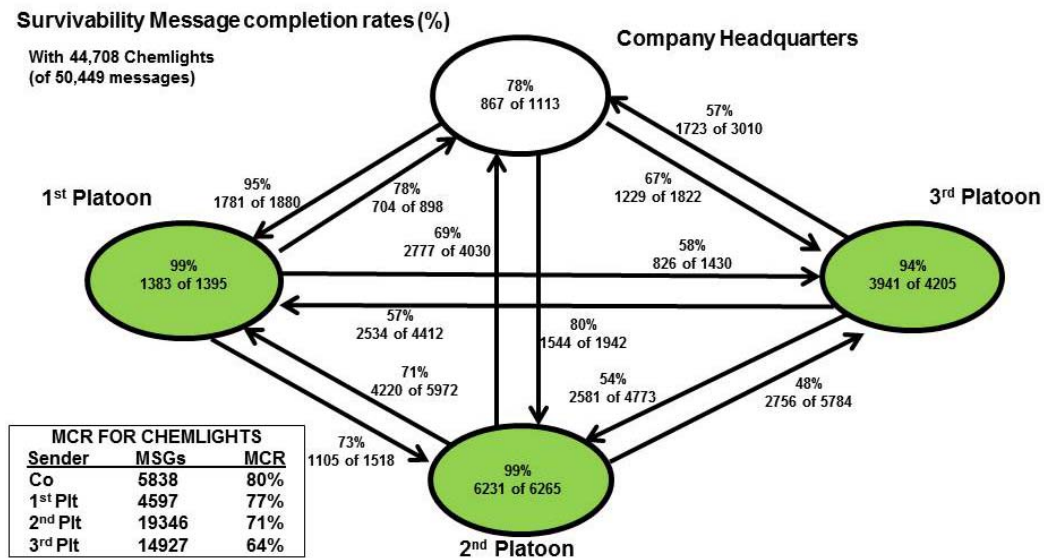 Survivability Message completion rates (%)
With 44,708 Chemlights
(of 50,449 messages)
Company Headquarters
78%
867 of 1113
57%
1723 of 3010
1st Platoon
95%
1781 of 1880
78%
704 of 898
67%
1229 of 1822
3rd Platoon
69%
2777 of 4030
58%
826 of 1430
99%
1383 of 1395
94%
3941 of 4205
57%
2534 of 4412
80%
1544 of 1942
71%
4220 of 5972
54%
2581 of 4773
48%
2756 of 5784
73%
1105 of 1518
99%
6231 of 6265
2nd Platoon
MCR FOR CHEMLIGHTS
Sender MSGs MCR
Co 5838 80%
1st Plt 4597 77%
2nd Plt 19346 71%
3rd Plt 14927 64%